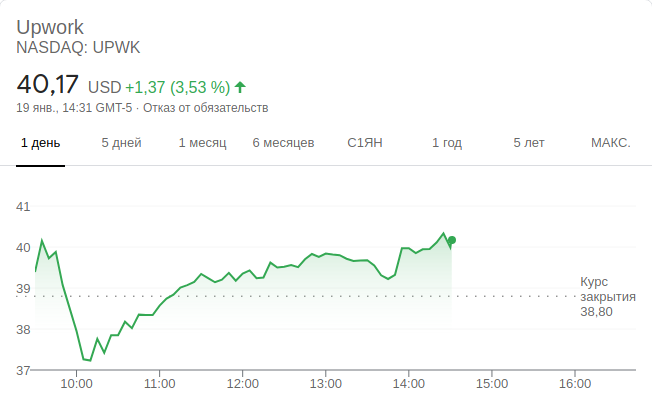 Upwork
NASDAQ: UPWK
40,17 USD +1,37 (3,53 %)
19 янв., 14:31 GMT-5 · Отказ от обязательств
1 день 5 дней 1 месяц 6 месяцев С1ЯН 1 год 5 лет МАКС.
41
40
39
38
37
Курс
закрытия
38,80
10:00 11:00 12:00 13:00 14:00 15:00 16:00